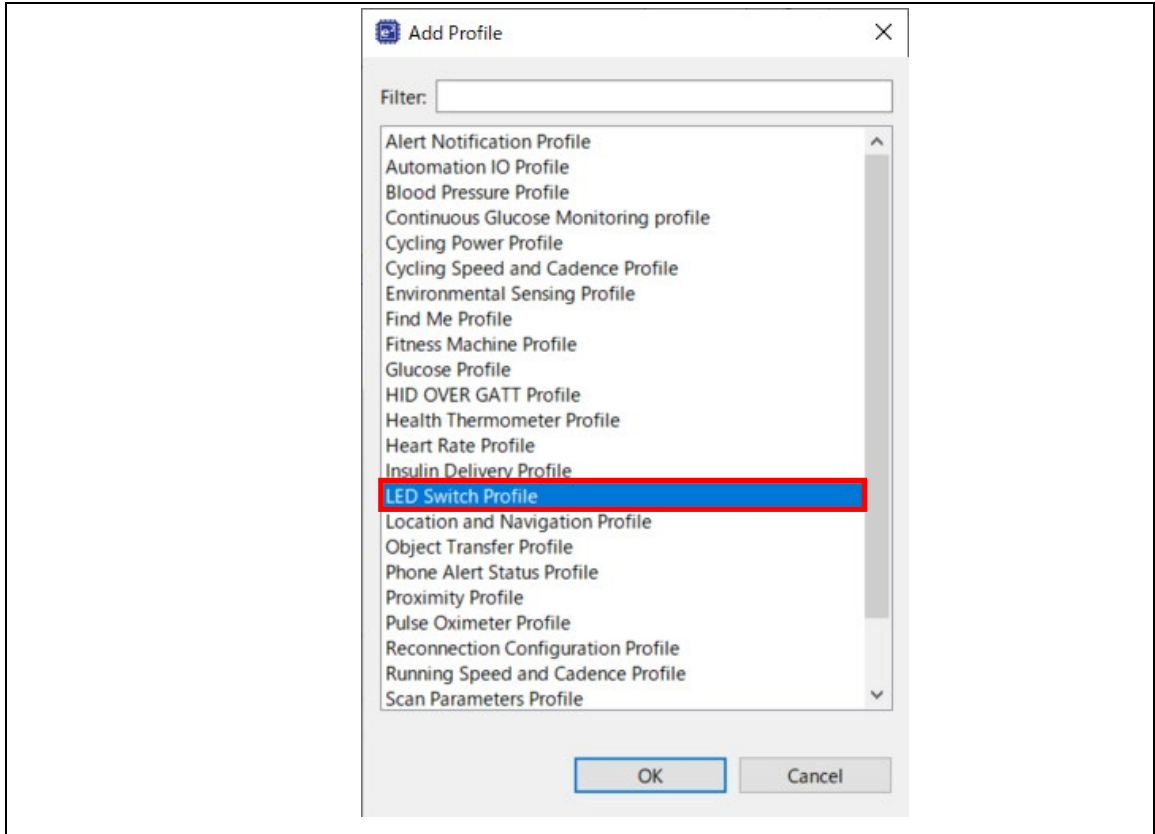 Add Profile
Filter:
Alert Notification Profile
Automation IO Profile
Blood Pressure Profile
Continuous Glucose Monitoring profile
Cycling Power Profile
Cycling Speed and Cadence Profile
Environmental Sensing Profile
Find Me Profile
Fitness Machine Profile
Glucose Profile
HID OVER GATT Profile
Health Thermometer Profile
Heart Rate Profile
Insulin Delivery Profile
LED Switch Profile
Location and Navigation Profile
Object Transfer Profile
Phone Alert Status Profile
Proximity Profile
Pulse Oximeter Profile
Reconnection Configuration Profile
Running Speed and Cadence Profile
Scan Parameters Profile
OK Cancel